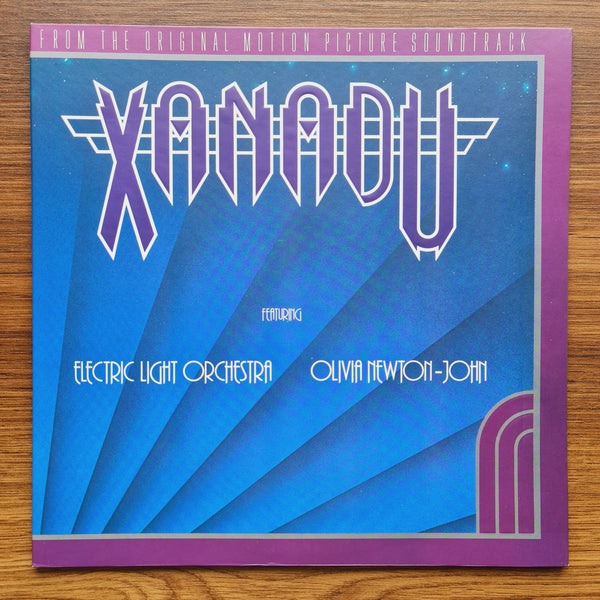 FROM THE ORIGINAL MOTION PICTURE SOUNDTRACK
XANADU
FEATURING
ELECTRIC LIGHT ORCHESTRA OLIVIA NEWTON-JOHN